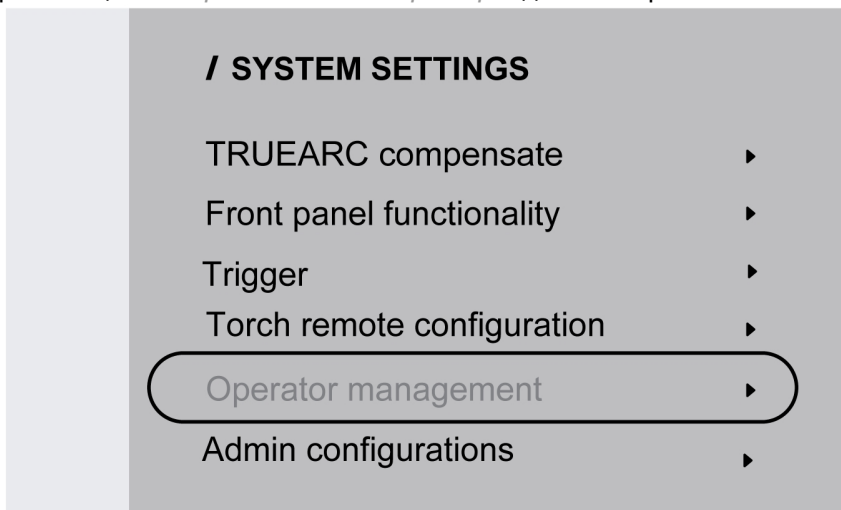 / SYSTEM SETTINGS
TRUEARC compensate
Front panel functionality
Trigger
Torch remote configuration
Operator management
Admin configurations